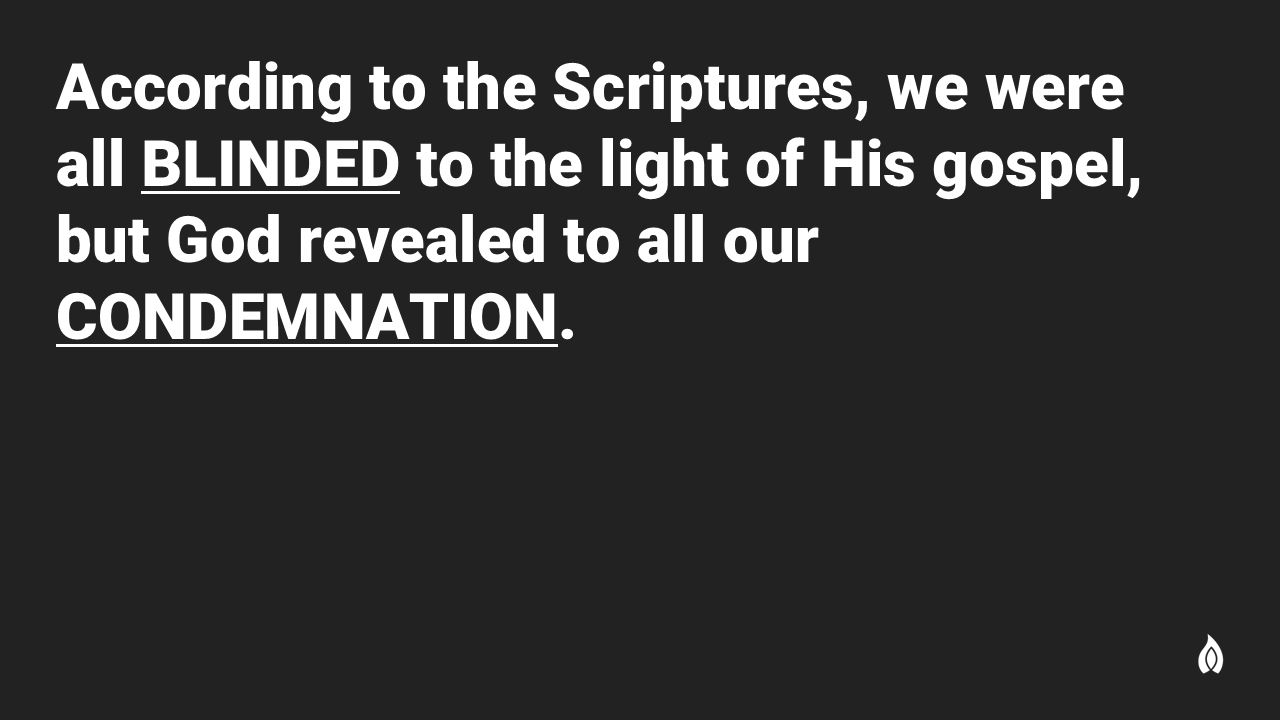 According to the Scriptures, we were
all BLINDED to the light of His gospel,
but God revealed to all our
CONDEMNATION.